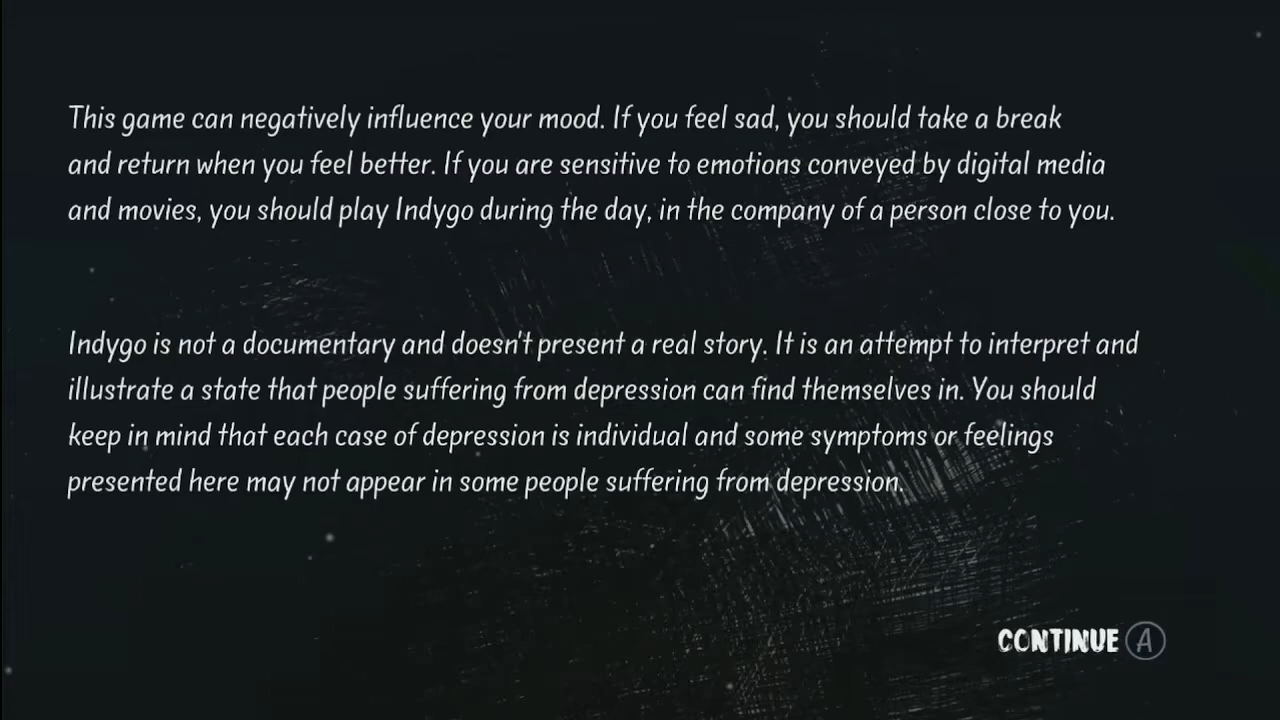 This game can negatively influence your mood. If you feel sad, you should take a break
and return when you feel better. If you are sensitive to emotions conveyed by digital media
and movies, you should play Indygo during the day, in the company of a person close to you.
Indygo is not a documentary and doesn't present a real story. It is an attempt to interpret and
illustrate a state that people suffering from depression can find themselves in. You should
keep in mind that each case of depression is individual and some symptoms or feelings
presented here may not appear in some people suffering from depression.
CONTINUE A